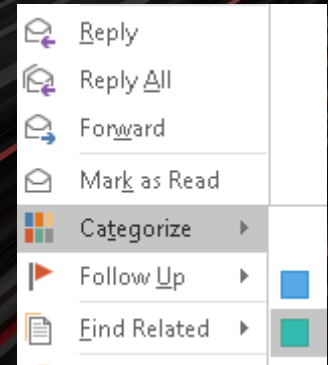 Reply
Reply All
Forward
Mark as Read
Categorize
Follow Up
Find Related